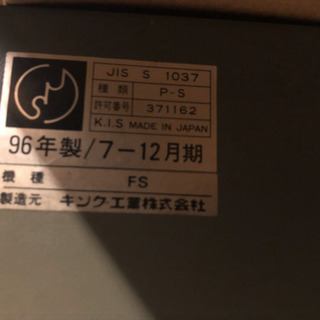 JIS S 1037
種類 P-S
許可番号 371162
K.I.S MADE IN JAPAN
96年製/7-12月期
機種 FS
製造元 キング工業株式会社